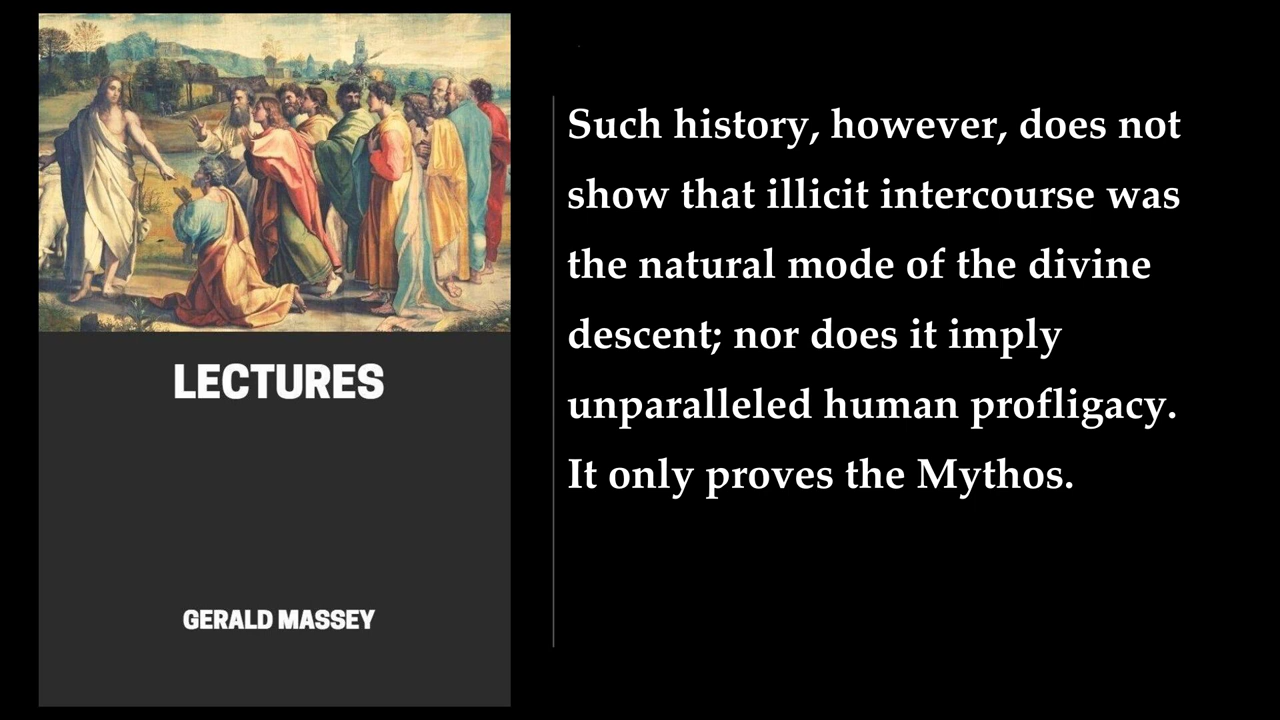 LECTURES
GERALD MASSEY
Such history, however, does not
show that illicit intercourse was
the natural mode of the divine
descent; nor does it imply
unparalleled human profligacy.
It only proves the Mythos.